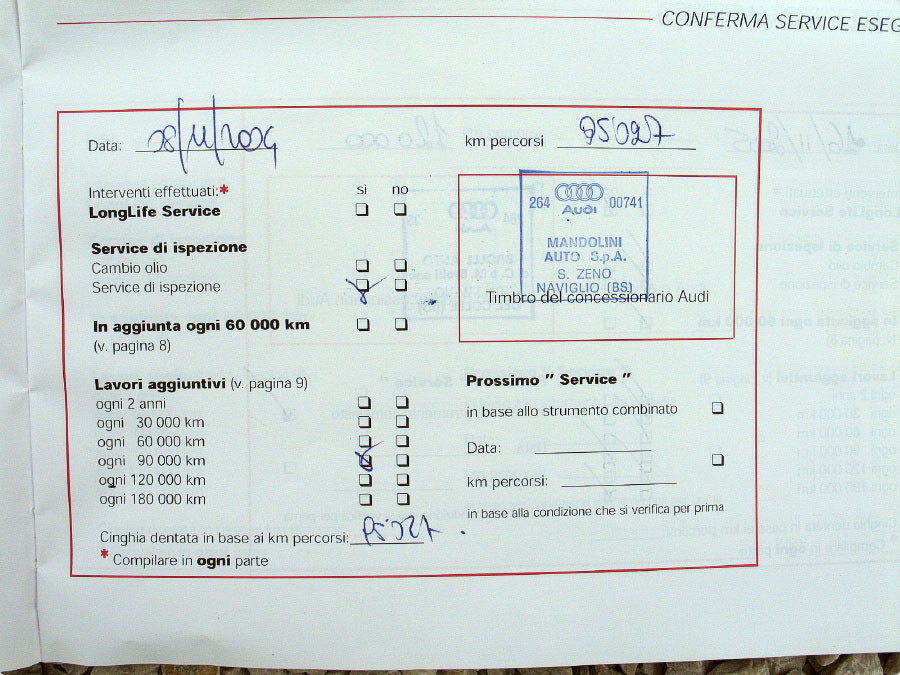 CONFERMA SERVICE ESEG
Data: 08/11/2004
km percorsi 95027
Interventi effettuati:* sì no
LongLife Service
Service di ispezione
Cambio olio
Service di ispezione
In aggiunta ogni 60 000 km
(v. pagina 8)
264 Audi 00741
MANDOLINI
AUTO S.p.A.
S. ZENO
NAVIGLIO (BS)
Timbro del concessionario Audi
Lavori aggiuntivi (v. pagina 9)
ogni 2 anni
ogni 30 000 km
ogni 60 000 km
ogni 90 000 km
ogni 120 000 km
ogni 180 000 km
Prossimo " Service "
in base allo strumento combinato
Data:
km percorsi:
in base alla condizione che si verifica per prima
Cinghia dentata in base ai km percorsi: 95027
* Compilare in ogni parte